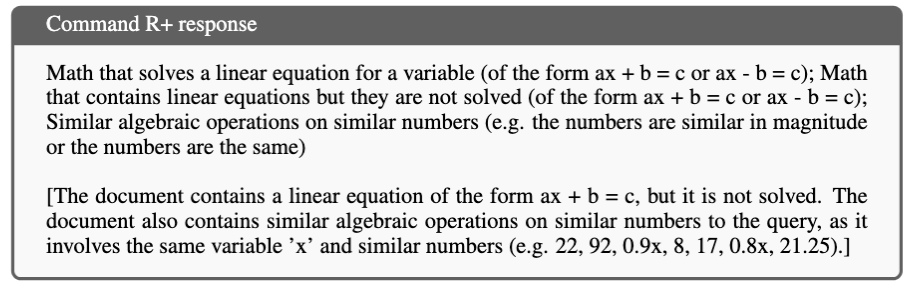 Command R+ response
Math that solves a linear equation for a variable (of the form ax + b = c or ax - b = c); Math
that contains linear equations but they are not solved (of the form ax + b = c or ax - b = c);
Similar algebraic operations on similar numbers (e.g. the numbers are similar in magnitude
or the numbers are the same)
[The document contains a linear equation of the form ax + b = c, but it is not solved. The
document also contains similar algebraic operations on similar numbers to the query, as it
involves the same variable ’x’ and similar numbers (e.g. 22, 92, 0.9x, 8, 17, 0.8x, 21.25).]